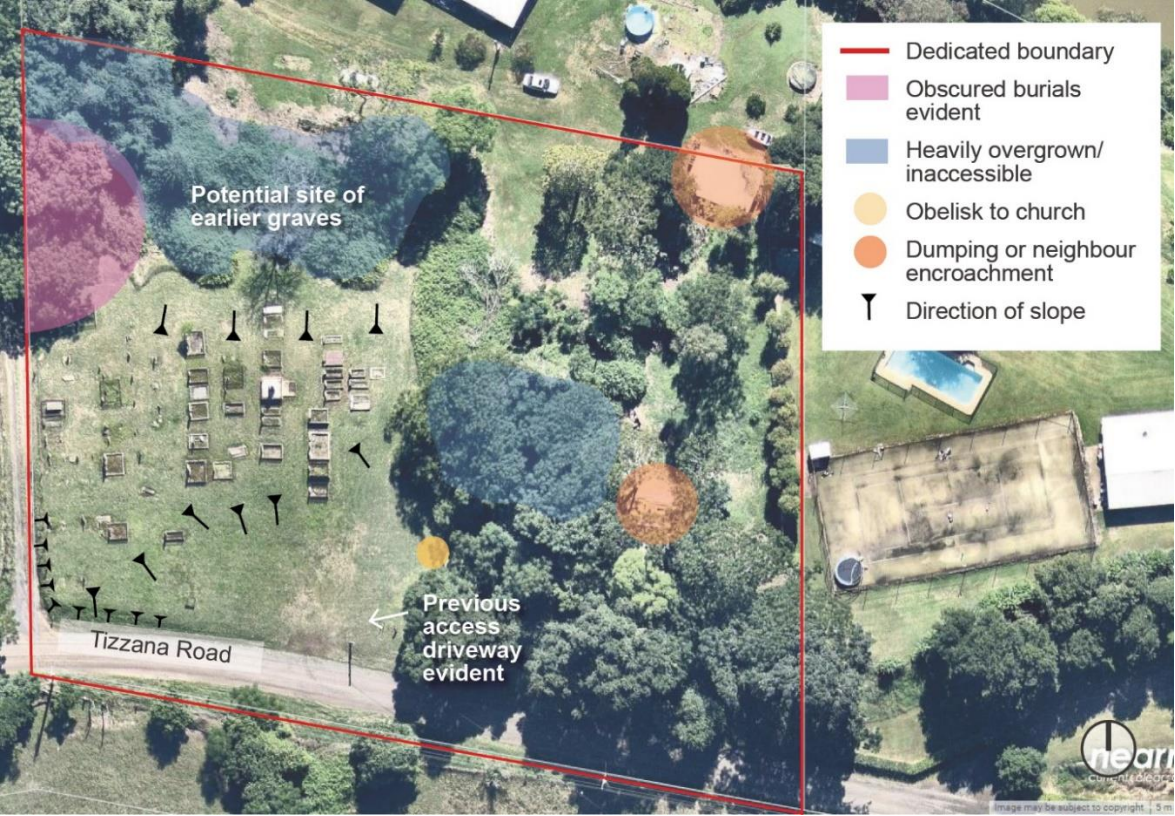 Dedicated boundary
Obscured burials
evident
Heavily overgrown/
inaccessible
Obelisk to church
Dumping or neighbour
encroachment
Direction of slope
Potential site of
earlier graves
Previous
access
driveway
evident
Tizzana Road
Image may be subject to copyright
5 m